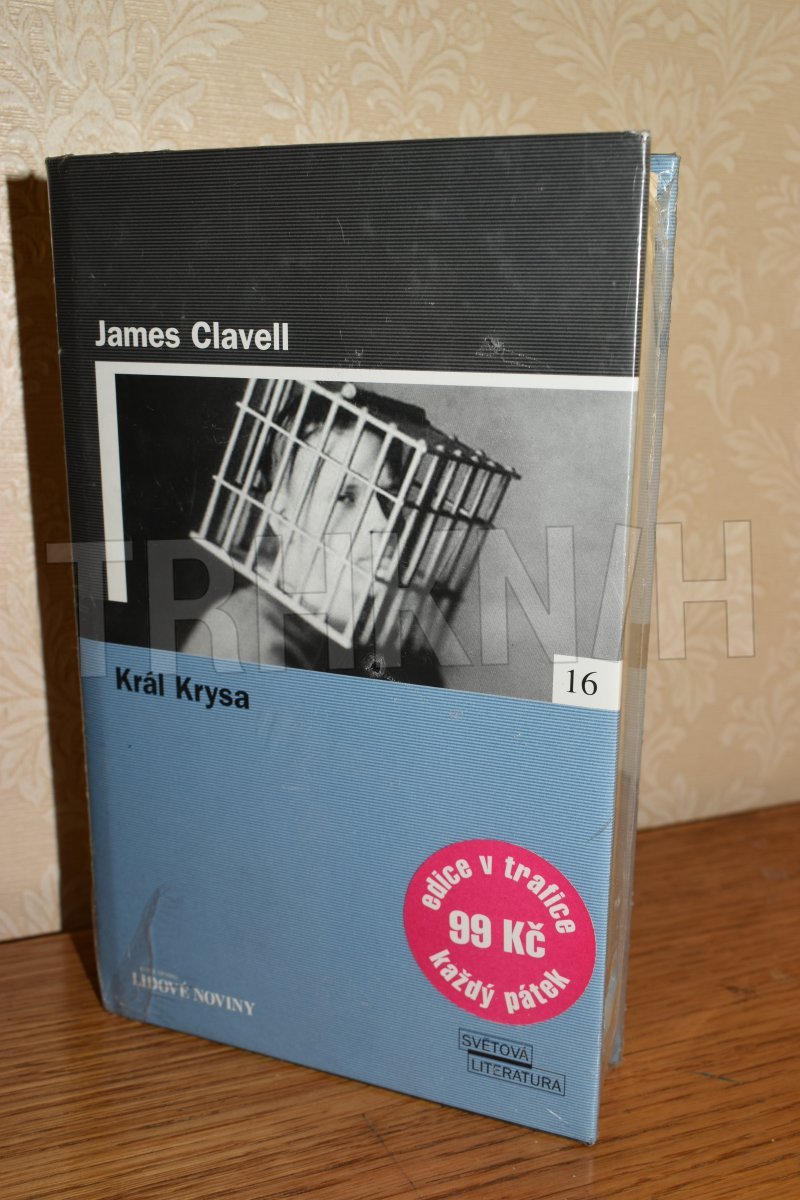 James Clavell
Král Krysa
16
edice v trafice
99 Kč
každý pátek
LIDOVÉ NOVINY
SVĚTOVÁ
LITERATURA
TRHKNIH